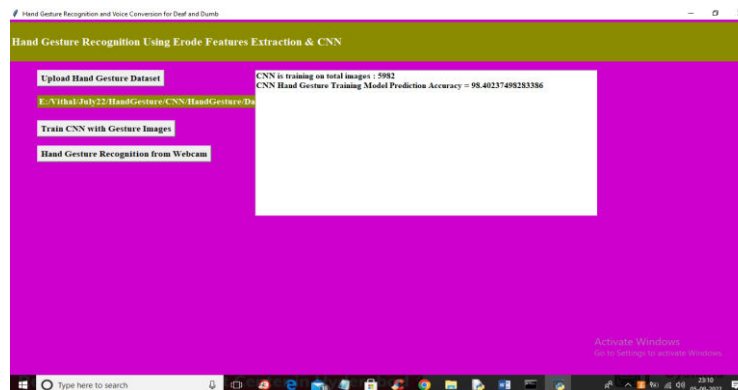 Hand Gesture Recognition and Voice Conversion for Deaf and Dumb
Hand Gesture Recognition Using Erode Features Extraction & CNN
Upload Hand Gesture Dataset
E:/Vithal/July22/HandGesture/CNN/HandGesture/Da
Train CNN with Gesture Images
Hand Gesture Recognition from Webcam
CNN is training on total images : 5982
CNN Hand Gesture Training Model Prediction Accuracy = 98.40237498283386
Activate Windows
Go to Settings to activate Windows.
Type here to search
23:10
05-09-2022